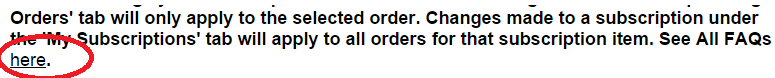 Orders' tab will only apply to the selected order. Changes made to a subscription under
the 'My Subscriptions' tab will apply to all orders for that subscription item. See All FAQs
here.